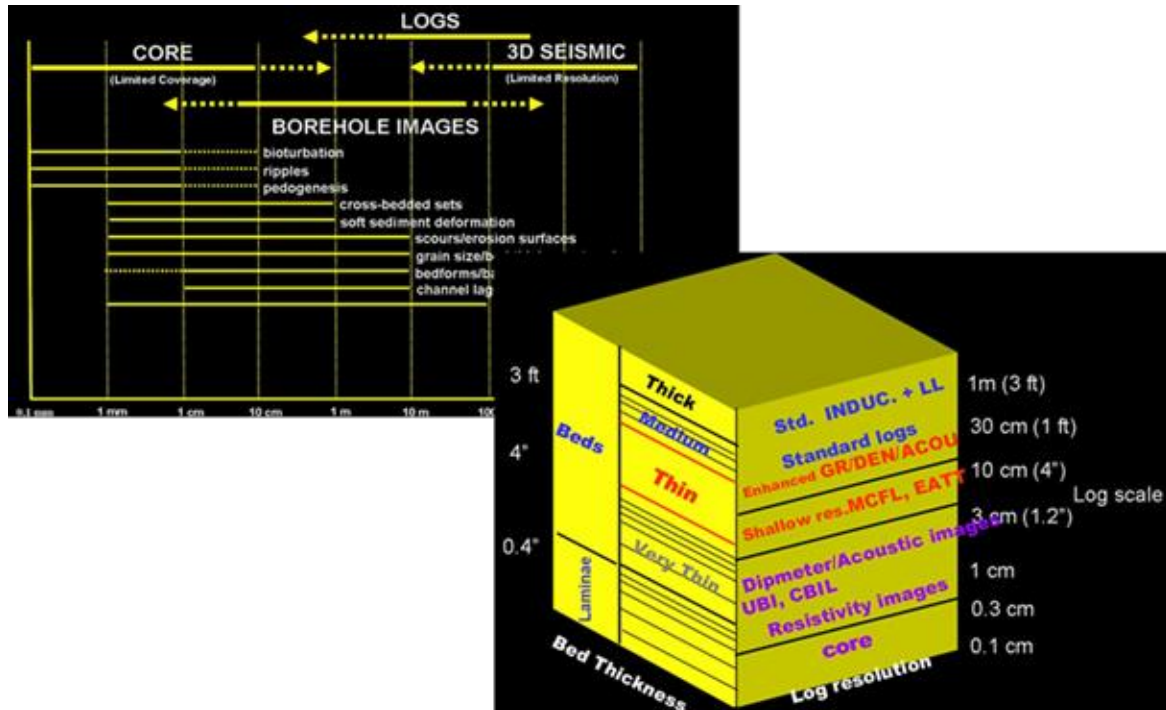 LOGS
CORE
3D SEISMIC
(Limited Coverage)
(Limited Resolution)
BOREHOLE IMAGES
bioturbation
ripples
pedogenesis
cross-bedded sets
soft sediment deformation
scours/erosion surfaces
grain size/
bedforms/
channel lag
0.1 mm
1 mm
1 cm
10 cm
1 m
10 m
3 ft
4"
0.4"
Beds
Laminae
Thick
Medium
Thin
Very Thin
Std. INDUC. + LL
Standard logs
Enhanced GR/DEN/ACOU
Shallow res.MCFL, EATT
Dipmeter/Acoustic images
UBI, CBIL
Resistivity images
core
1m (3 ft)
30 cm (1 ft)
10 cm (4")
Log scale
3 cm (1.2")
1 cm
0.3 cm
0.1 cm
Bed Thickness
Log resolution